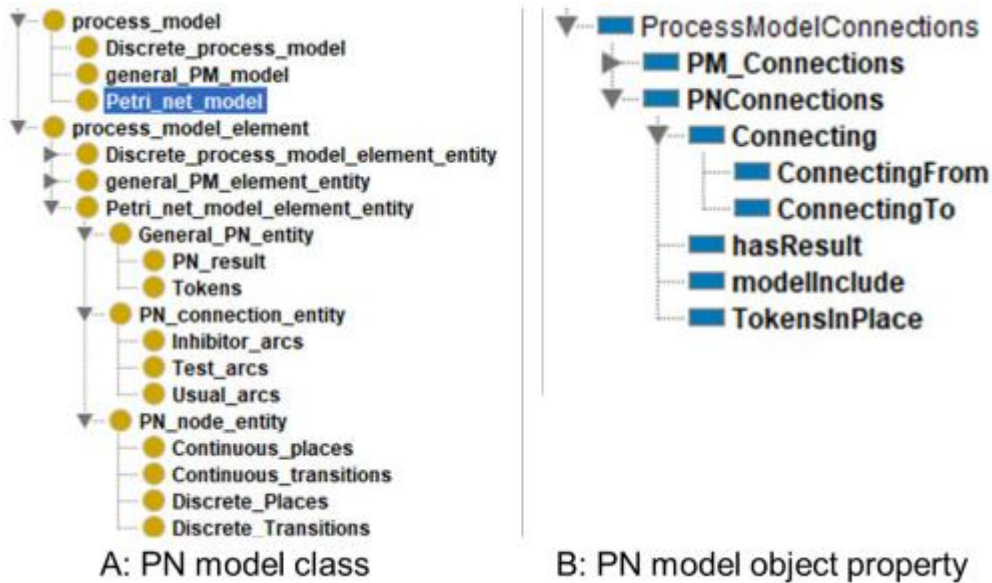 process_model
Discrete_process_model
general_PM_model
Petri_net_model
process_model_element
Discrete_process_model_element_entity
general_PM_element_entity
Petri_net_model_element_entity
General_PN_entity
PN_result
Tokens
PN_connection_entity
Inhibitor_arcs
Test_arcs
Usual_arcs
PN_node_entity
Continuous_places
Continuous_transitions
Discrete_Places
Discrete_Transitions
A: PN model class
ProcessModelConnections
PM_Connections
PNConnections
Connecting
ConnectingFrom
ConnectingTo
hasResult
modelInclude
TokensInPlace
B: PN model object property